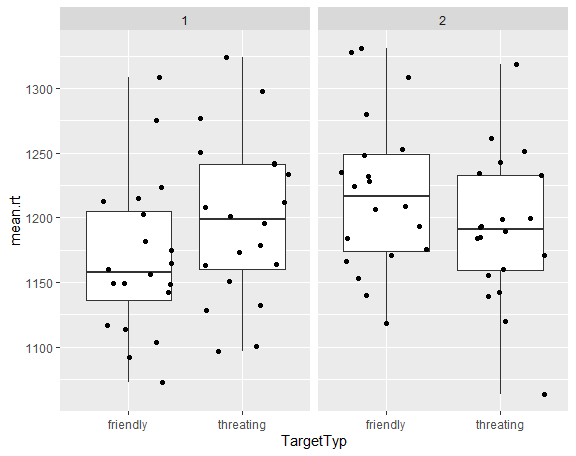 1 2
mean.rt
1300
1250
1200
1150
1100
friendly threating friendly threating
TargetTyp